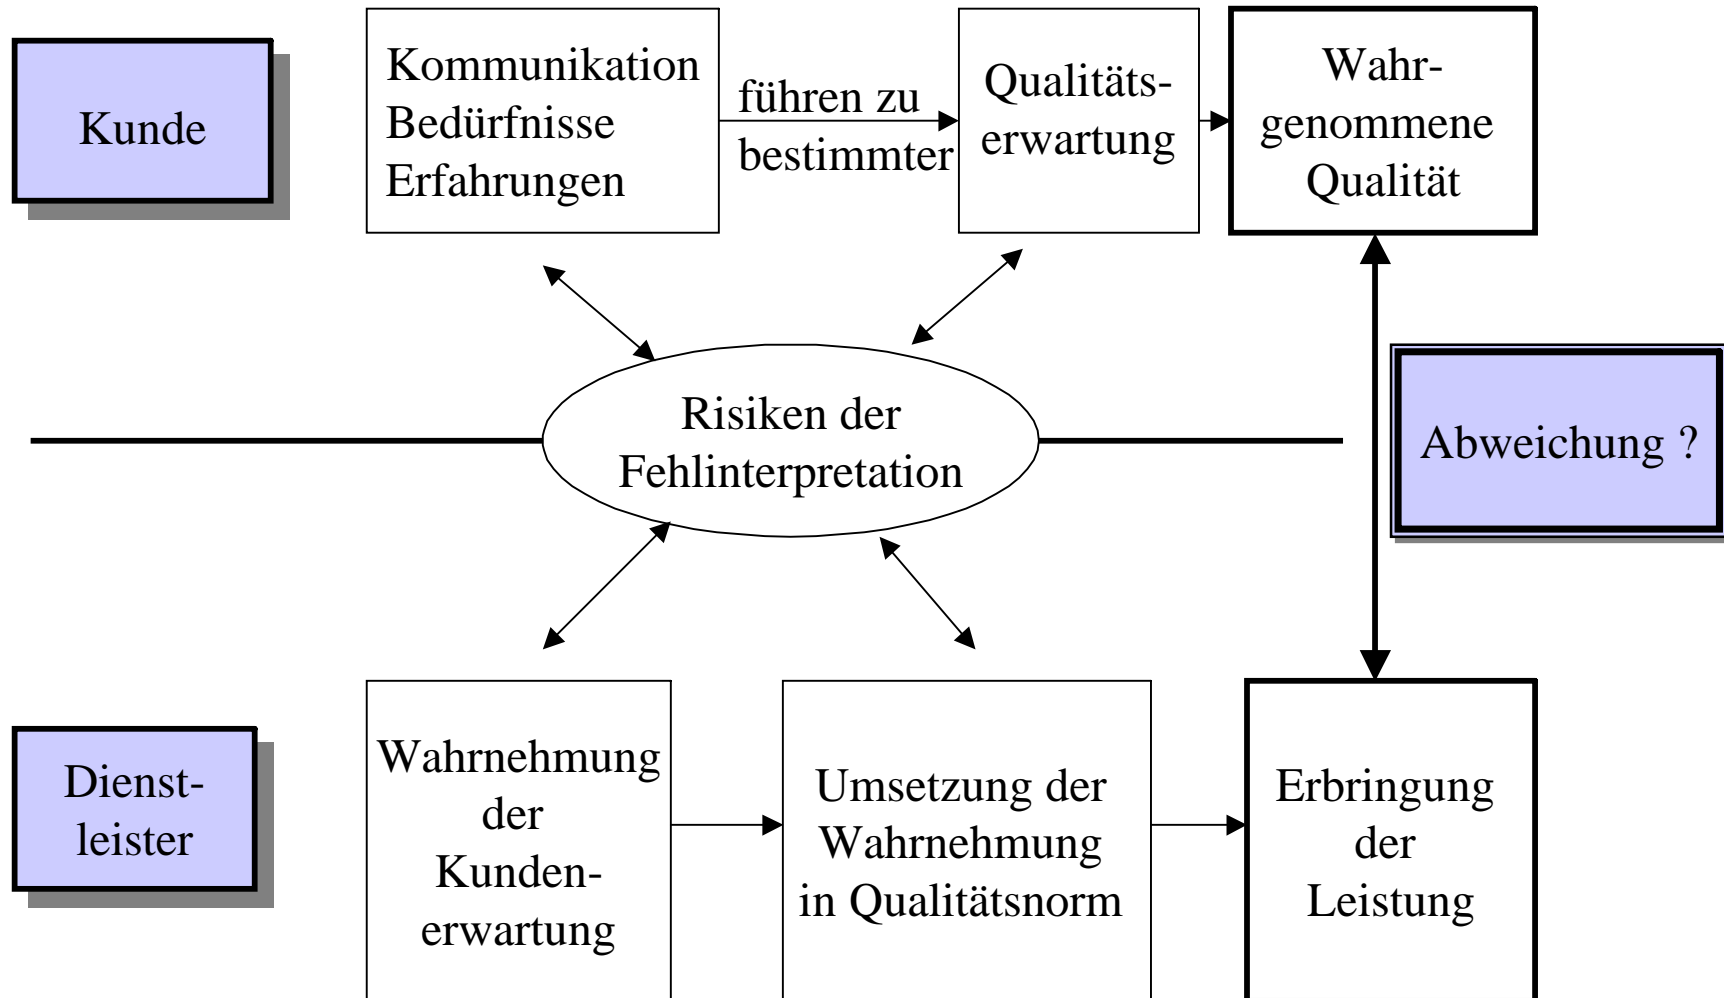 Kunde
Kommunikation
Bedürfnisse
Erfahrungen
führen zu
bestimmter
Qualitäts-
erwartung
Wahr-
genommene
Qualität
Risiken der
Fehlinterpretation
Abweichung ?
Dienst-
leister
Wahrnehmung
der
Kunden-
erwartung
Umsetzung der
Wahrnehmung
in Qualitätsnorm
Erbringung
der
Leistung